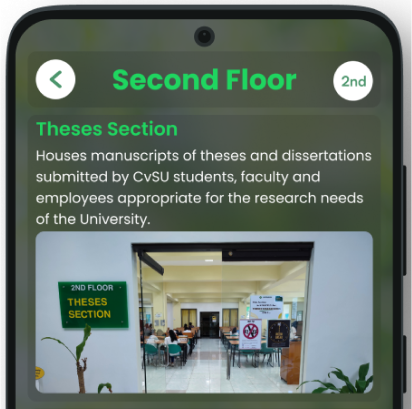 Second Floor
2nd
Theses Section
Houses manuscripts of theses and dissertations
submitted by CvSU students, faculty and
employees appropriate for the research needs
of the University.
2ND FLOOR
THESES
SECTION